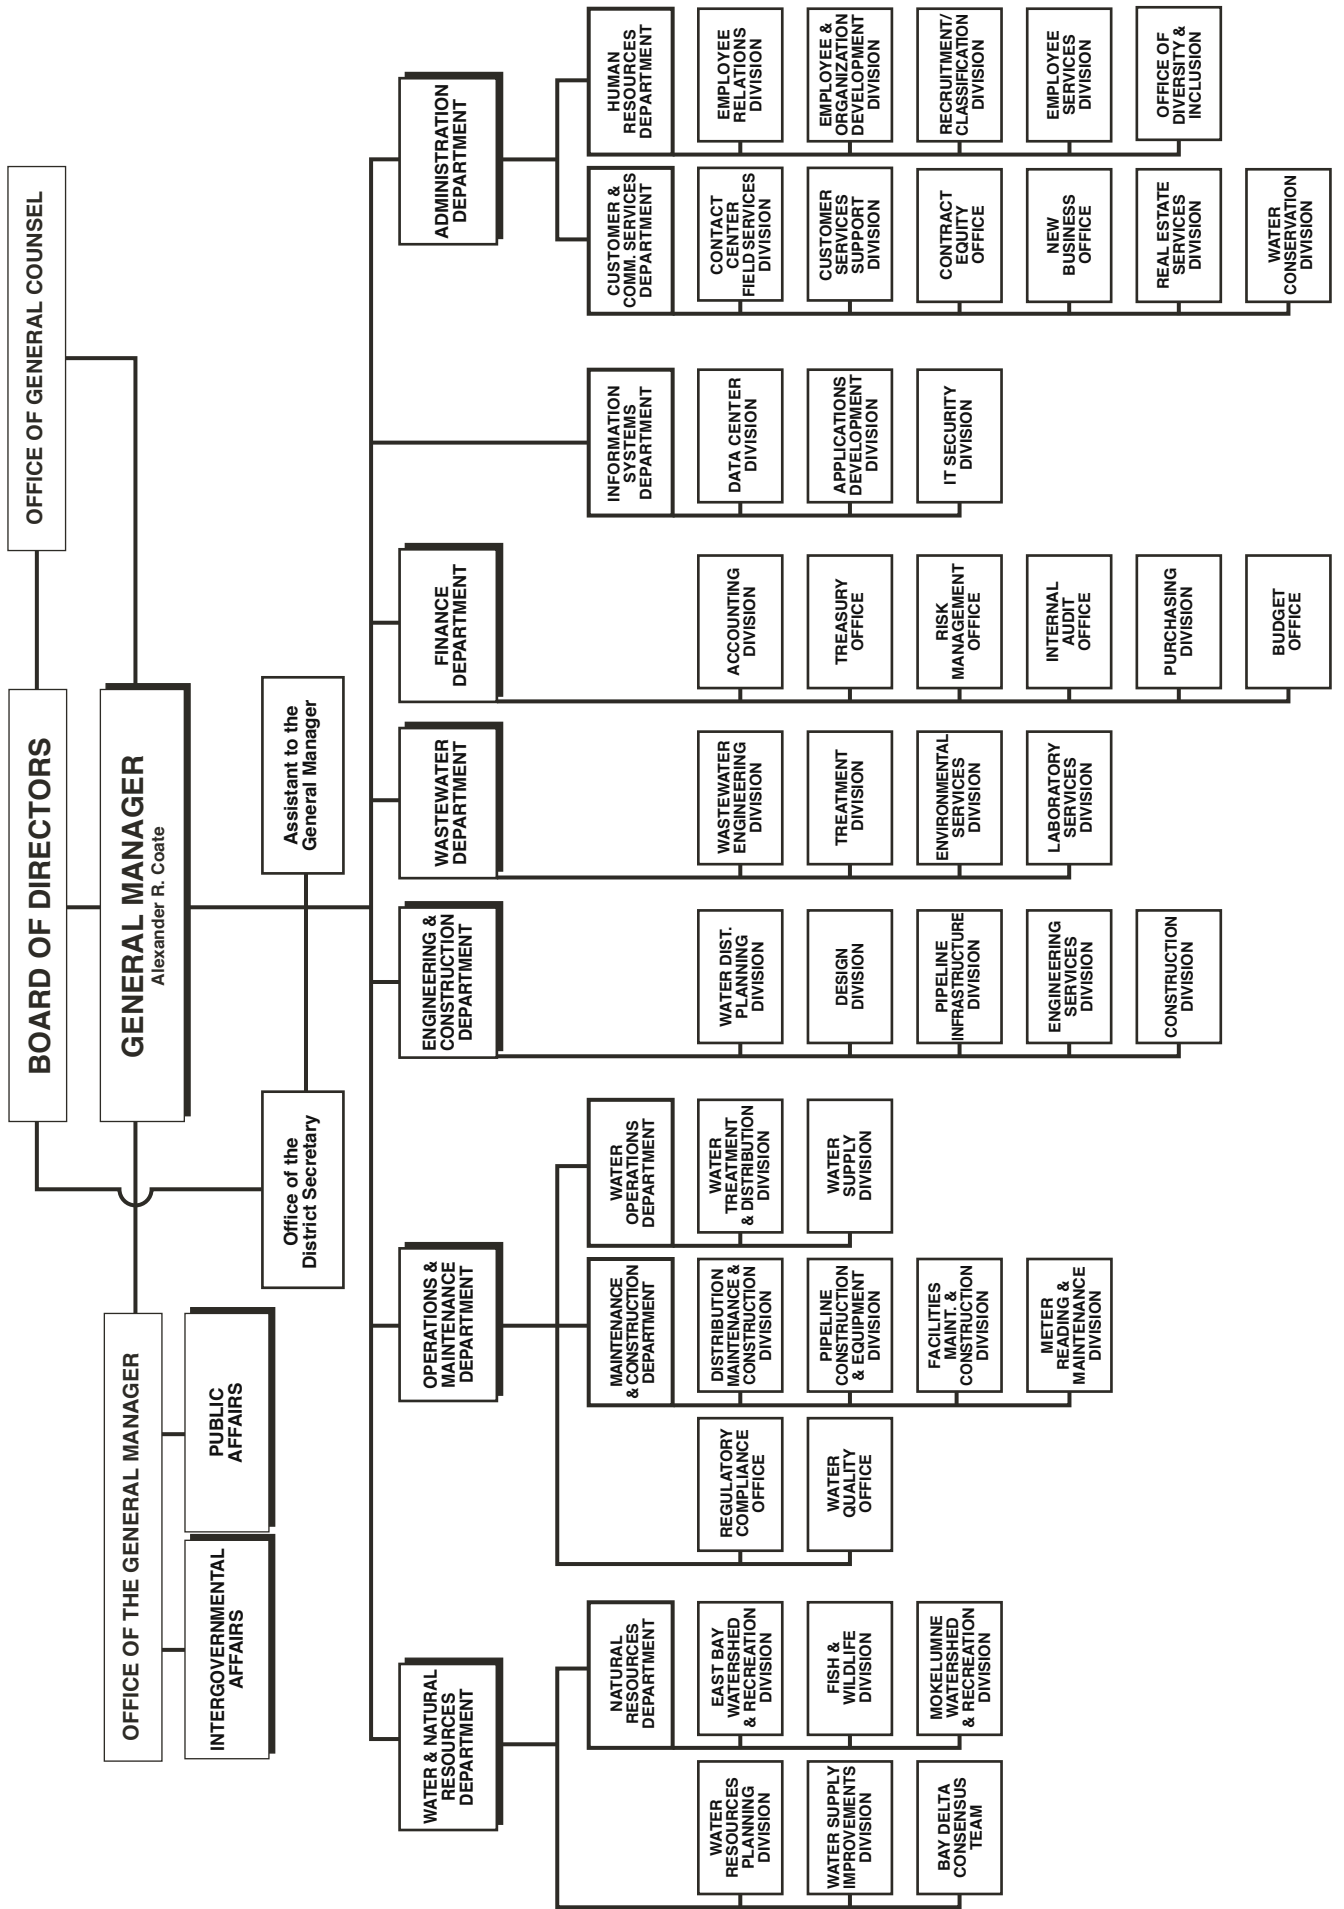 BOARD OF DIRECTORS
OFFICE OF GENERAL COUNSEL
GENERAL MANAGER
Alexander R. Coate
OFFICE OF THE GENERAL MANAGER
INTERGOVERNMENTAL
AFFAIRS
PUBLIC
AFFAIRS
Office of the
District Secretary
Assistant to the
General Manager
WATER & NATURAL
RESOURCES
DEPARTMENT
OPERATIONS &
MAINTENANCE
DEPARTMENT
ENGINEERING &
CONSTRUCTION
DEPARTMENT
WASTEWATER
DEPARTMENT
FINANCE
DEPARTMENT
ADMINISTRATION
DEPARTMENT
WATER
RESOURCES
PLANNING
DIVISION
WATER SUPPLY
IMPROVEMENTS
DIVISION
BAY DELTA
CONSENSUS
TEAM
NATURAL
RESOURCES
DEPARTMENT
EAST BAY
WATERSHED
& RECREATION
DIVISION
FISH &
WILDLIFE
DIVISION
MOKELUMNE
WATERSHED
& RECREATION
DIVISION
REGULATORY
COMPLIANCE
OFFICE
WATER
QUALITY
OFFICE
MAINTENANCE
& CONSTRUCTION
DEPARTMENT
DISTRIBUTION
MAINTENANCE &
CONSTRUCTION
DIVISION
PIPELINE
CONSTRUCTION
& EQUIPMENT
DIVISION
FACILITIES
MAINT. &
CONSTRUCTION
DIVISION
METER
READING &
MAINTENANCE
DIVISION
WATER
OPERATIONS
DEPARTMENT
WATER
TREATMENT
& DISTRIBUTION
DIVISION
WATER
SUPPLY
DIVISION
WATER DIST.
PLANNING
DIVISION
DESIGN
DIVISION
PIPELINE
INFRASTRUCTURE
DIVISION
ENGINEERING
SERVICES
DIVISION
CONSTRUCTION
DIVISION
WASTEWATER
ENGINEERING
DIVISION
TREATMENT
DIVISION
ENVIRONMENTAL
SERVICES
DIVISION
LABORATORY
SERVICES
DIVISION
ACCOUNTING
DIVISION
TREASURY
OFFICE
RISK
MANAGEMENT
OFFICE
INTERNAL
AUDIT
OFFICE
PURCHASING
DIVISION
BUDGET
OFFICE
INFORMATION
SYSTEMS
DEPARTMENT
DATA CENTER
DIVISION
APPLICATIONS
DEVELOPMENT
DIVISION
IT SECURITY
DIVISION
CUSTOMER &
COMM. SERVICES
DEPARTMENT
CONTACT
CENTER
FIELD SERVICES
DIVISION
CUSTOMER
SERVICES
SUPPORT
DIVISION
CONTRACT
EQUITY
OFFICE
NEW
BUSINESS
OFFICE
REAL ESTATE
SERVICES
DIVISION
WATER
CONSERVATION
DIVISION
HUMAN
RESOURCES
DEPARTMENT
EMPLOYEE
RELATIONS
DIVISION
EMPLOYEE &
ORGANIZATION
DEVELOPMENT
DIVISION
RECRUITMENT/
CLASSIFICATION
DIVISION
EMPLOYEE
SERVICES
DIVISION
OFFICE OF
DIVERSITY &
INCLUSION